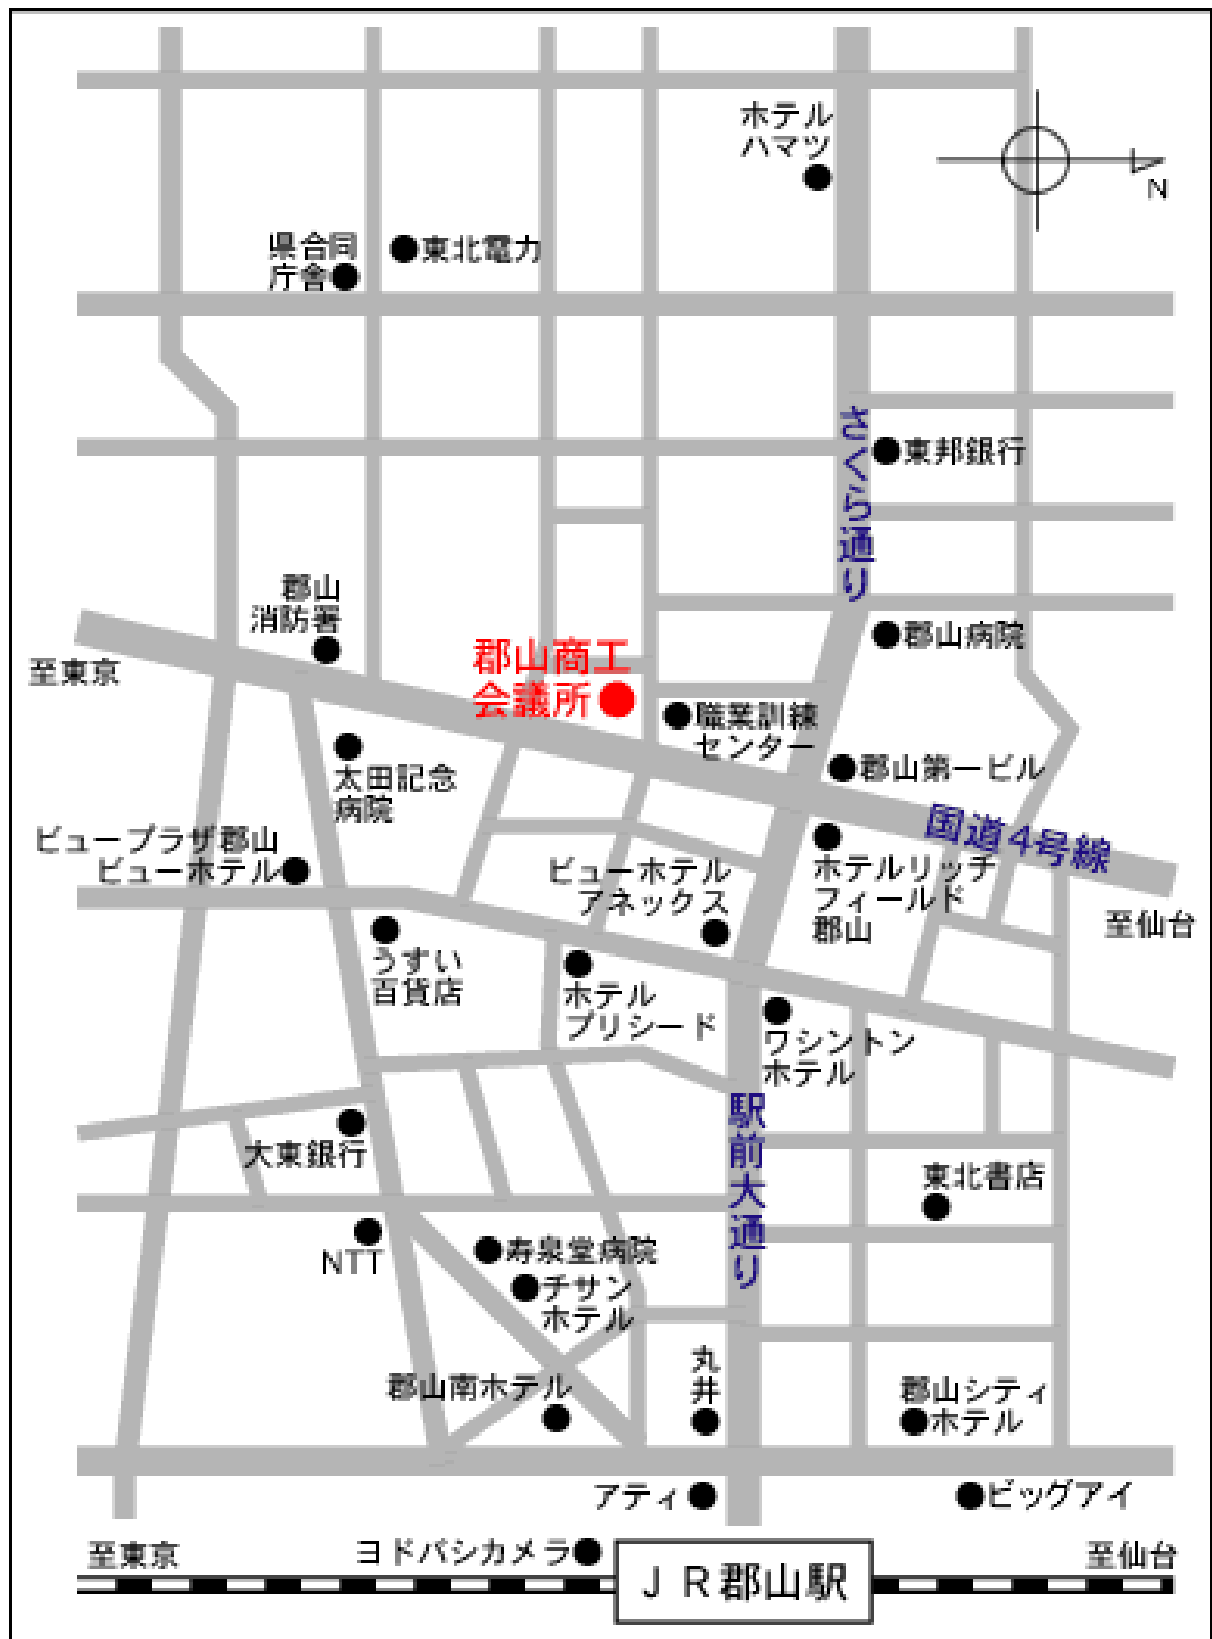 ホテル
ハマツ
N
県合同
庁舎
東北電力
さくら通り
東邦銀行
郡山
消防署
郡山病院
至東京
郡山商工
会議所
職業訓練
センター
太田記念
病院
郡山第一ビル
国道4号線
ビュープラザ郡山
ビューホテル
ビューホテル
アネックス
ホテルリッチ
フィールド
郡山
至仙台
うすい
百貨店
ホテル
プリシード
ワシントン
ホテル
駅前大通り
大東銀行
東北書店
NTT
寿泉堂病院
チサン
ホテル
丸井
郡山南ホテル
郡山シティ
ホテル
アティ
ビッグアイ
至東京
ヨドバシカメラ
至仙台
JR郡山駅